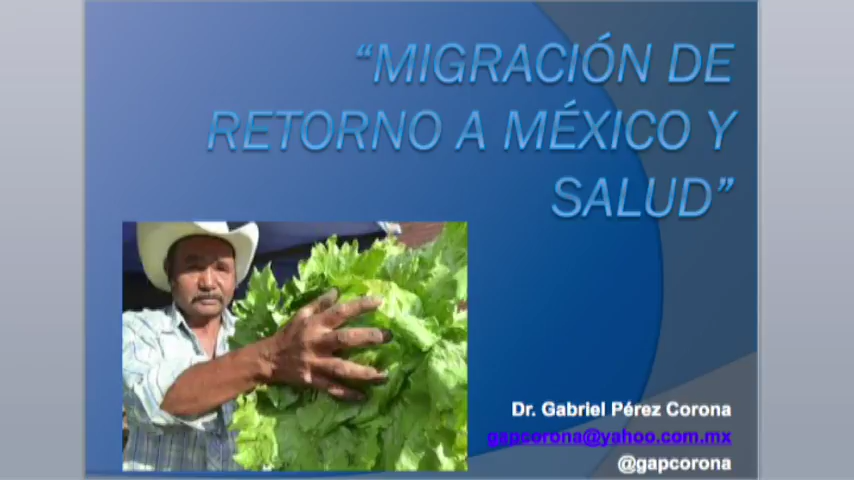 “MIGRACIÓN DE
RETORNO A MÉXICO Y
SALUD”
Dr. Gabriel Pérez Corona
gapcorona@yahoo.com.mx
@gapcorona